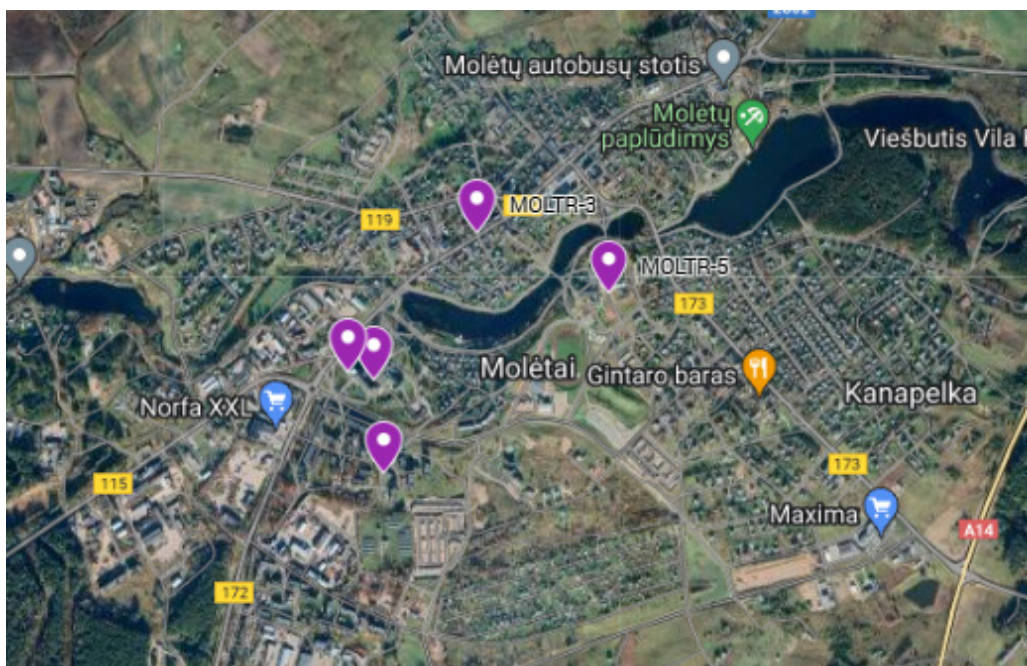 Molėtų autobusų stotis
Molėtų
paplūdimys
Viešbutis Vila
MOLTR-3
119
MOLTR-5
173
Molėtai
Gintaro baras
Kanapelka
Norfa XXL
115
173
Maxima
A14
172